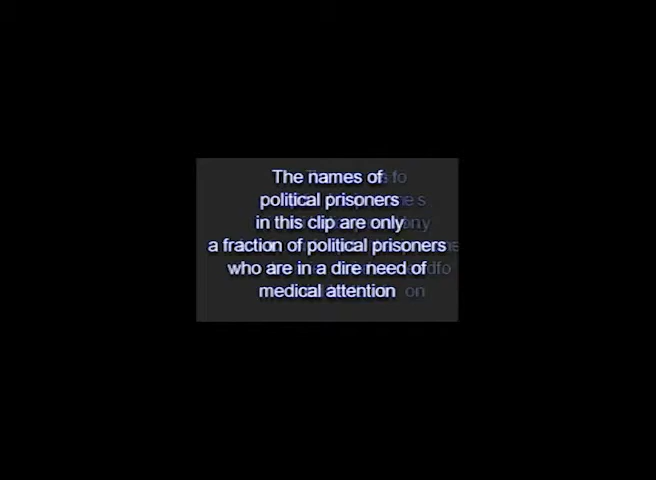 The names of
political prisoners
in this clip are only
a fraction of political prisoners
who are in a dire need of
medical attention